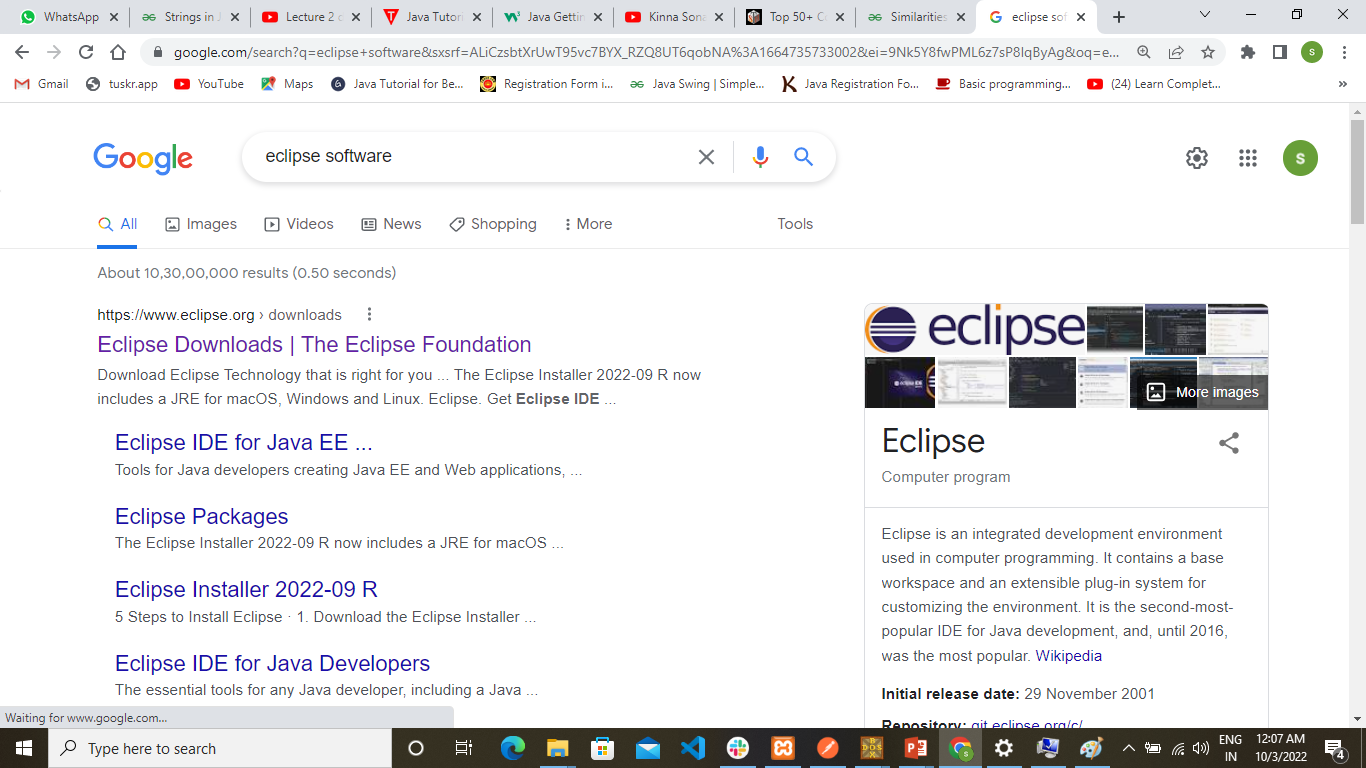 WhatsApp
Strings in J
Lecture 2 d
Java Tutori
Java Gettin
Kinna Sona
Top 50+ Co
Similarities
eclipse sof
google.com/search?q=eclipse+software&sxsrf=ALiCzsbtXrUwT95vc7BYX_RZQ8UT6qobNA%3A1664735733002&ei=9Nk5Y8fwPML6z7sP8IqByAg&oq=e...
S
Gmail
tuskr.app
YouTube
Maps
Java Tutorial for Be...
Registration Form i...
Java Swing | Simple...
Java Registration Fo...
Basic programming...
(24) Learn Complet...
»
Google
eclipse software
S
All
Images
Videos
News
Shopping
More
Tools
About 10,30,00,000 results (0.50 seconds)
https://www.eclipse.org › downloads
Eclipse Downloads | The Eclipse Foundation
Download Eclipse Technology that is right for you ... The Eclipse Installer 2022-09 R now
includes a JRE for macOS, Windows and Linux. Eclipse. Get Eclipse IDE ...
Eclipse IDE for Java EE ...
Tools for Java developers creating Java EE and Web applications, ...
Eclipse Packages
The Eclipse Installer 2022-09 R now includes a JRE for macOS ...
Eclipse Installer 2022-09 R
5 Steps to Install Eclipse · 1. Download the Eclipse Installer ...
Eclipse IDE for Java Developers
The essential tools for any Java developer, including a Java ...
eclipse
More images
Eclipse
Computer program
Eclipse is an integrated development environment
used in computer programming. It contains a base
workspace and an extensible plug-in system for
customizing the environment. It is the second-most-
popular IDE for Java development, and, until 2016,
was the most popular. Wikipedia
Initial release date: 29 November 2001
Repository: git.eclipse.org/c/
Waiting for www.google.com...
Type here to search
ENG
IN
12:07 AM
10/3/2022
4